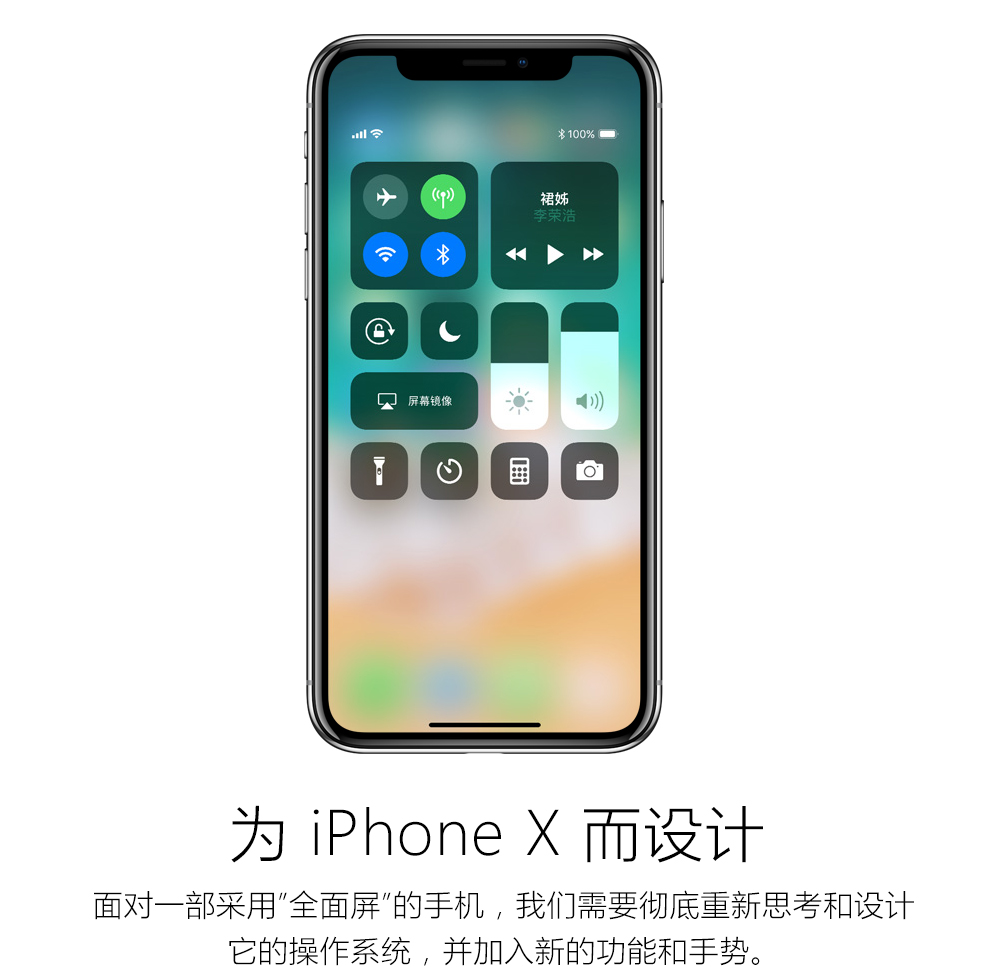 100%
裙姊
李荣浩
屏幕镜像
为 iPhone X 而设计
面对一部采用"全面屏"的手机，我们需要彻底重新思考和设计
它的操作系统，并加入新的功能和手势。